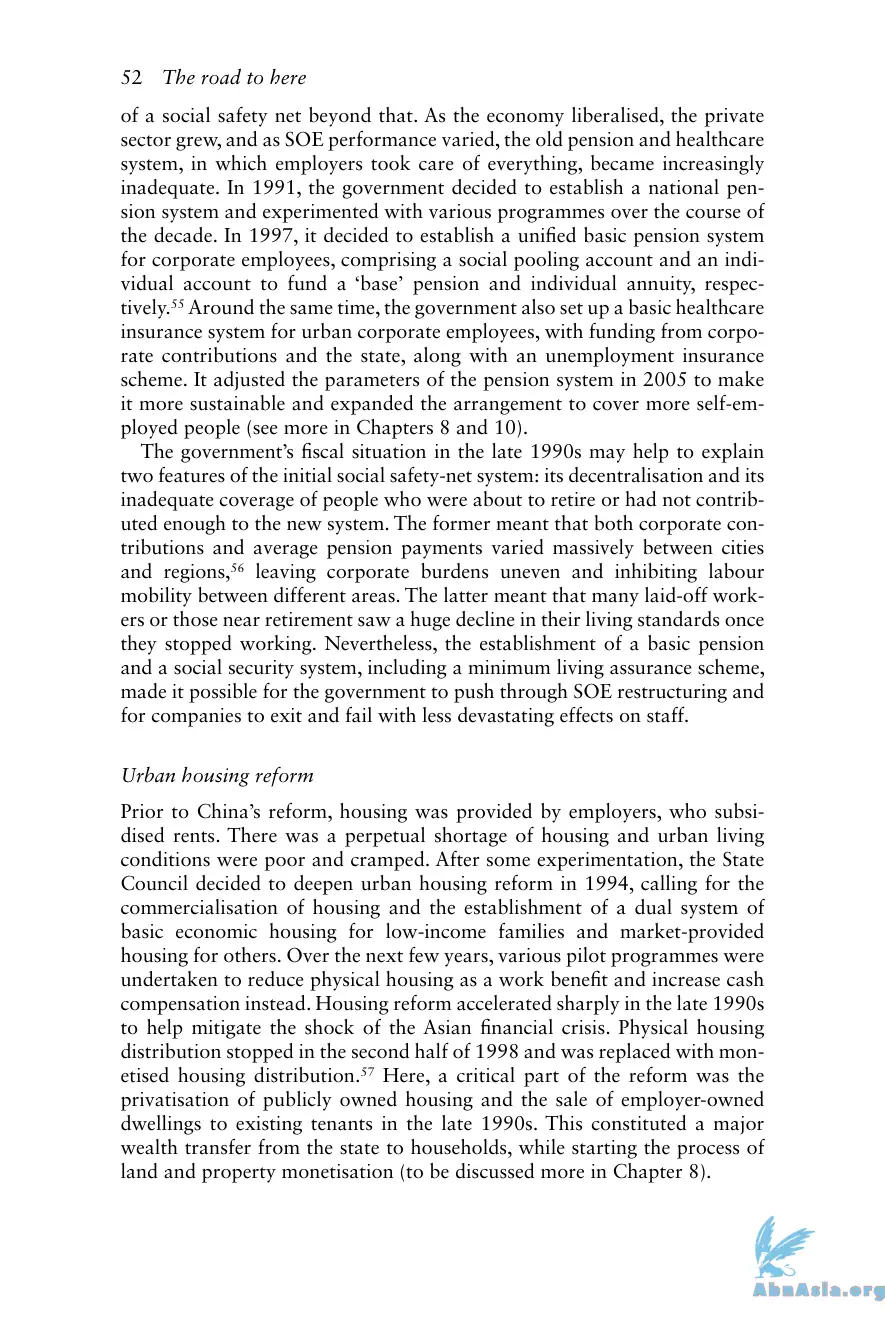 52 The road to here
of a social safety net beyond that. As the economy liberalised, the private
sector grew, and as SOE performance varied, the old pension and healthcare
system, in which employers took care of everything, became increasingly
inadequate. In 1991, the government decided to establish a national pen-
sion system and experimented with various programmes over the course of
the decade. In 1997, it decided to establish a unified basic pension system
for corporate employees, comprising a social pooling account and an indi-
vidual account to fund a ‘base’ pension and individual annuity, respec-
tively.⁵⁵ Around the same time, the government also set up a basic healthcare
insurance system for urban corporate employees, with funding from corpo-
rate contributions and the state, along with an unemployment insurance
scheme. It adjusted the parameters of the pension system in 2005 to make
it more sustainable and expanded the arrangement to cover more self-em-
ployed people (see more in Chapters 8 and 10).
The government’s fiscal situation in the late 1990s may help to explain
two features of the initial social safety-net system: its decentralisation and its
inadequate coverage of people who were about to retire or had not contrib-
uted enough to the new system. The former meant that both corporate con-
tributions and average pension payments varied massively between cities
and regions,⁵⁶ leaving corporate burdens uneven and inhibiting labour
mobility between different areas. The latter meant that many laid-off work-
ers or those near retirement saw a huge decline in their living standards once
they stopped working. Nevertheless, the establishment of a basic pension
and a social security system, including a minimum living assurance scheme,
made it possible for the government to push through SOE restructuring and
for companies to exit and fail with less devastating effects on staff.
Urban housing reform
Prior to China’s reform, housing was provided by employers, who subsi-
dised rents. There was a perpetual shortage of housing and urban living
conditions were poor and cramped. After some experimentation, the State
Council decided to deepen urban housing reform in 1994, calling for the
commercialisation of housing and the establishment of a dual system of
basic economic housing for low-income families and market-provided
housing for others. Over the next few years, various pilot programmes were
undertaken to reduce physical housing as a work benefit and increase cash
compensation instead. Housing reform accelerated sharply in the late 1990s
to help mitigate the shock of the Asian financial crisis. Physical housing
distribution stopped in the second half of 1998 and was replaced with mon-
etised housing distribution.⁵⁷ Here, a critical part of the reform was the
privatisation of publicly owned housing and the sale of employer-owned
dwellings to existing tenants in the late 1990s. This constituted a major
wealth transfer from the state to households, while starting the process of
land and property monetisation (to be discussed more in Chapter 8).
AbnAsia.org